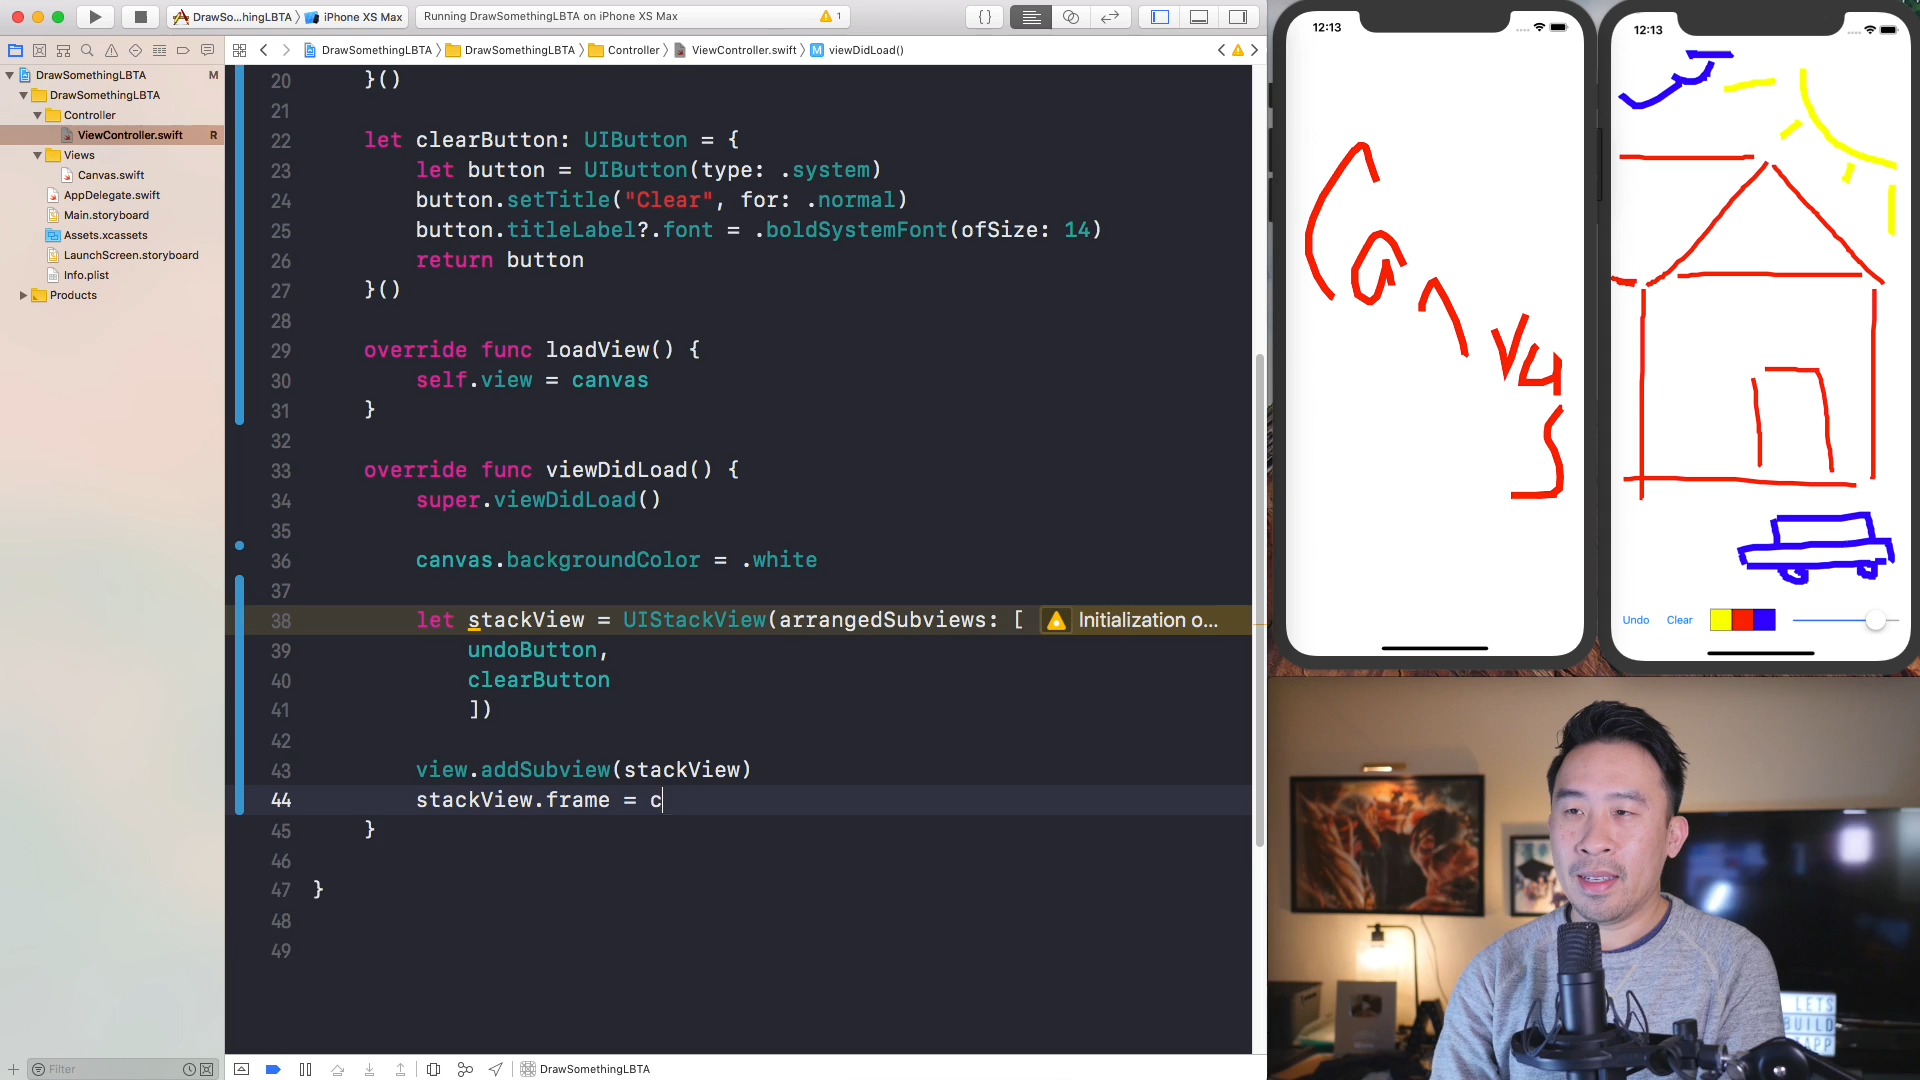 DrawSo...hingLBTA 〉 iPhone XS Max
Running DrawSomethingLBTA on iPhone XS Max
1
DrawSomethingLBTA 〉 DrawSomethingLBTA 〉 Controller 〉 ViewController.swift 〉 M viewDidLoad()
DrawSomethingLBTA M
DrawSomethingLBTA
Controller
ViewController.swift R
Views
Canvas.swift
AppDelegate.swift
Main.storyboard
Assets.xcassets
LaunchScreen.storyboard
Info.plist
Products
Filter
20 }()
21
22 let clearButton: UIButton = {
23 let button = UIButton(type: .system)
24 button.setTitle("Clear", for: .normal)
25 button.titleLabel?.font = .boldSystemFont(ofSize: 14)
26 return button
27 }()
28
29 override func loadView() {
30 self.view = canvas
31 }
32
33 override func viewDidLoad() {
34 super.viewDidLoad()
35
36 canvas.backgroundColor = .white
37
38 let stackView = UIStackView(arrangedSubviews: [ Initialization o...
39 undoButton,
40 clearButton
41 ])
42
43 view.addSubview(stackView)
44 stackView.frame = c
45 }
46
47 }
48
49
DrawSomethingLBTA
12:13
Canvas
12:13
Undo Clear
LETS
BUILD
APP